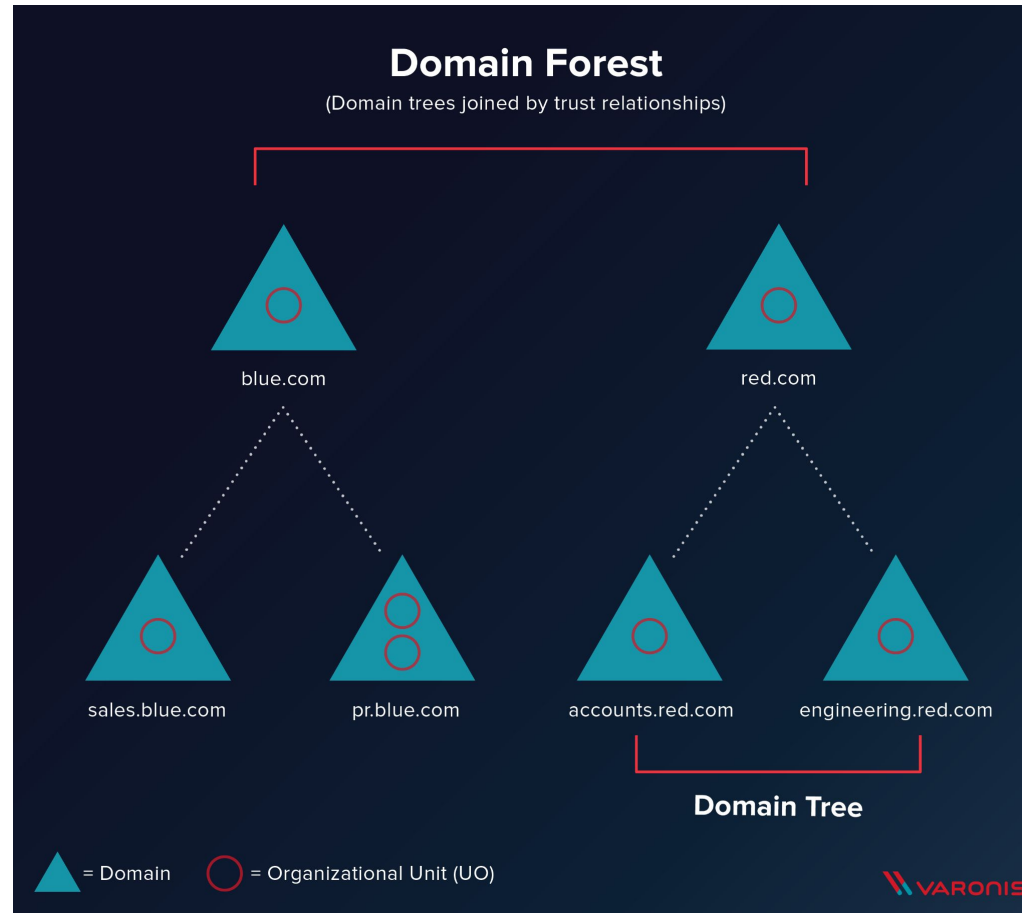 Domain Forest
(Domain trees joined by trust relationships)
blue.com
red.com
sales.blue.com
pr.blue.com
accounts.red.com
engineering.red.com
Domain Tree
= Domain
= Organizational Unit (UO)
VARONIS